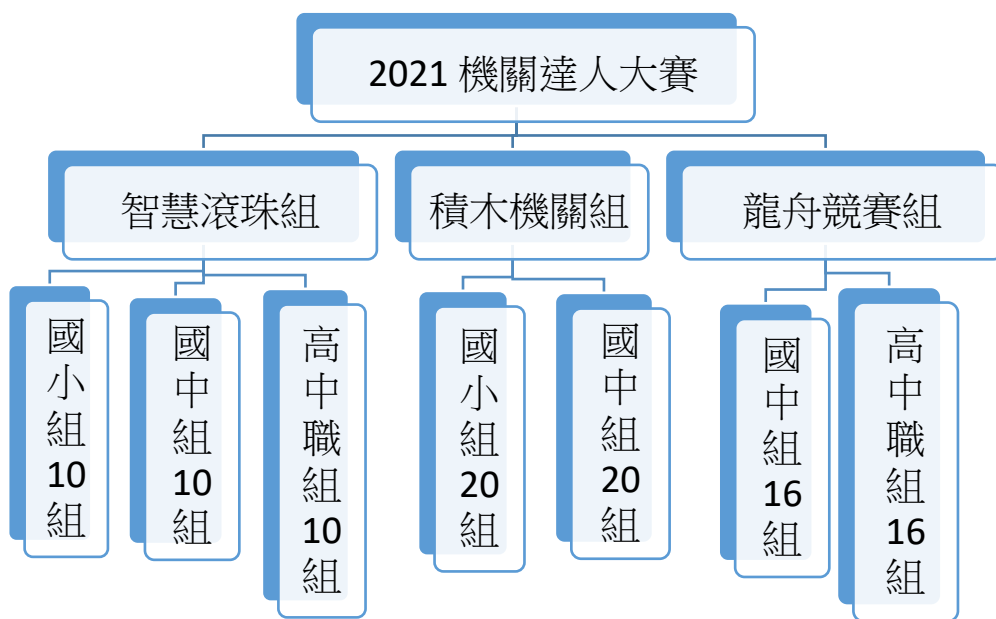 2021 機關達人大賽
智慧滾珠組
積木機關組
龍舟競賽組
國小組10組
國中組10組
高中職組10組
國小組20組
國中組20組
國中組16組
高中職組16組